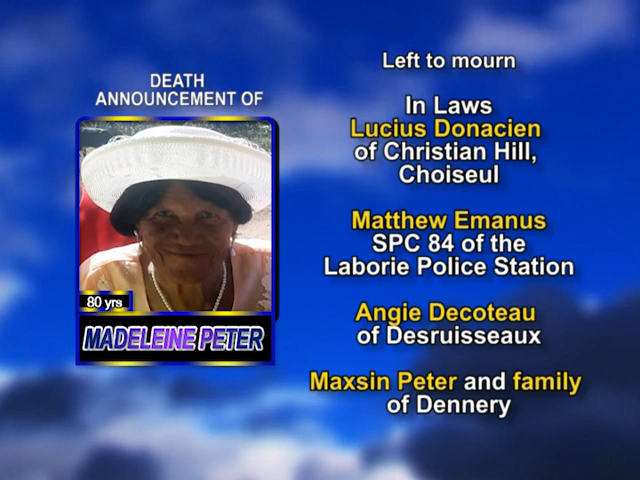 DEATH
ANNOUNCEMENT OF
80 yrs
MADELEINE PETER
Left to mourn
In Laws
Lucius Donacien
of Christian Hill,
Choiseul
Matthew Emanus
SPC 84 of the
Laborie Police Station
Angie Decoteau
of Desruisseaux
Maxsin Peter and family
of Dennery